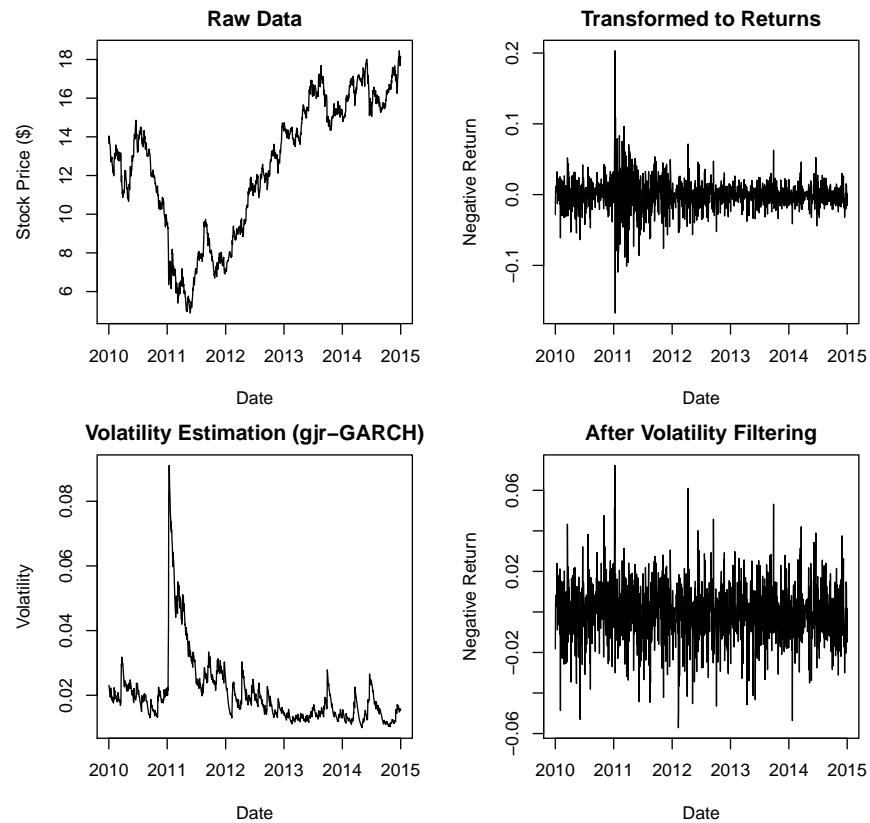 Raw Data
Stock Price ($)
18
16
14
12
10
8
6
2010 2011 2012 2013 2014 2015
Date
Transformed to Returns
Negative Return
0.2
0.1
0.0
−0.1
2010 2011 2012 2013 2014 2015
Date
Volatility Estimation (gjr−GARCH)
Volatility
0.08
0.06
0.04
0.02
2010 2011 2012 2013 2014 2015
Date
After Volatility Filtering
Negative Return
0.06
0.02
−0.02
−0.06
2010 2011 2012 2013 2014 2015
Date